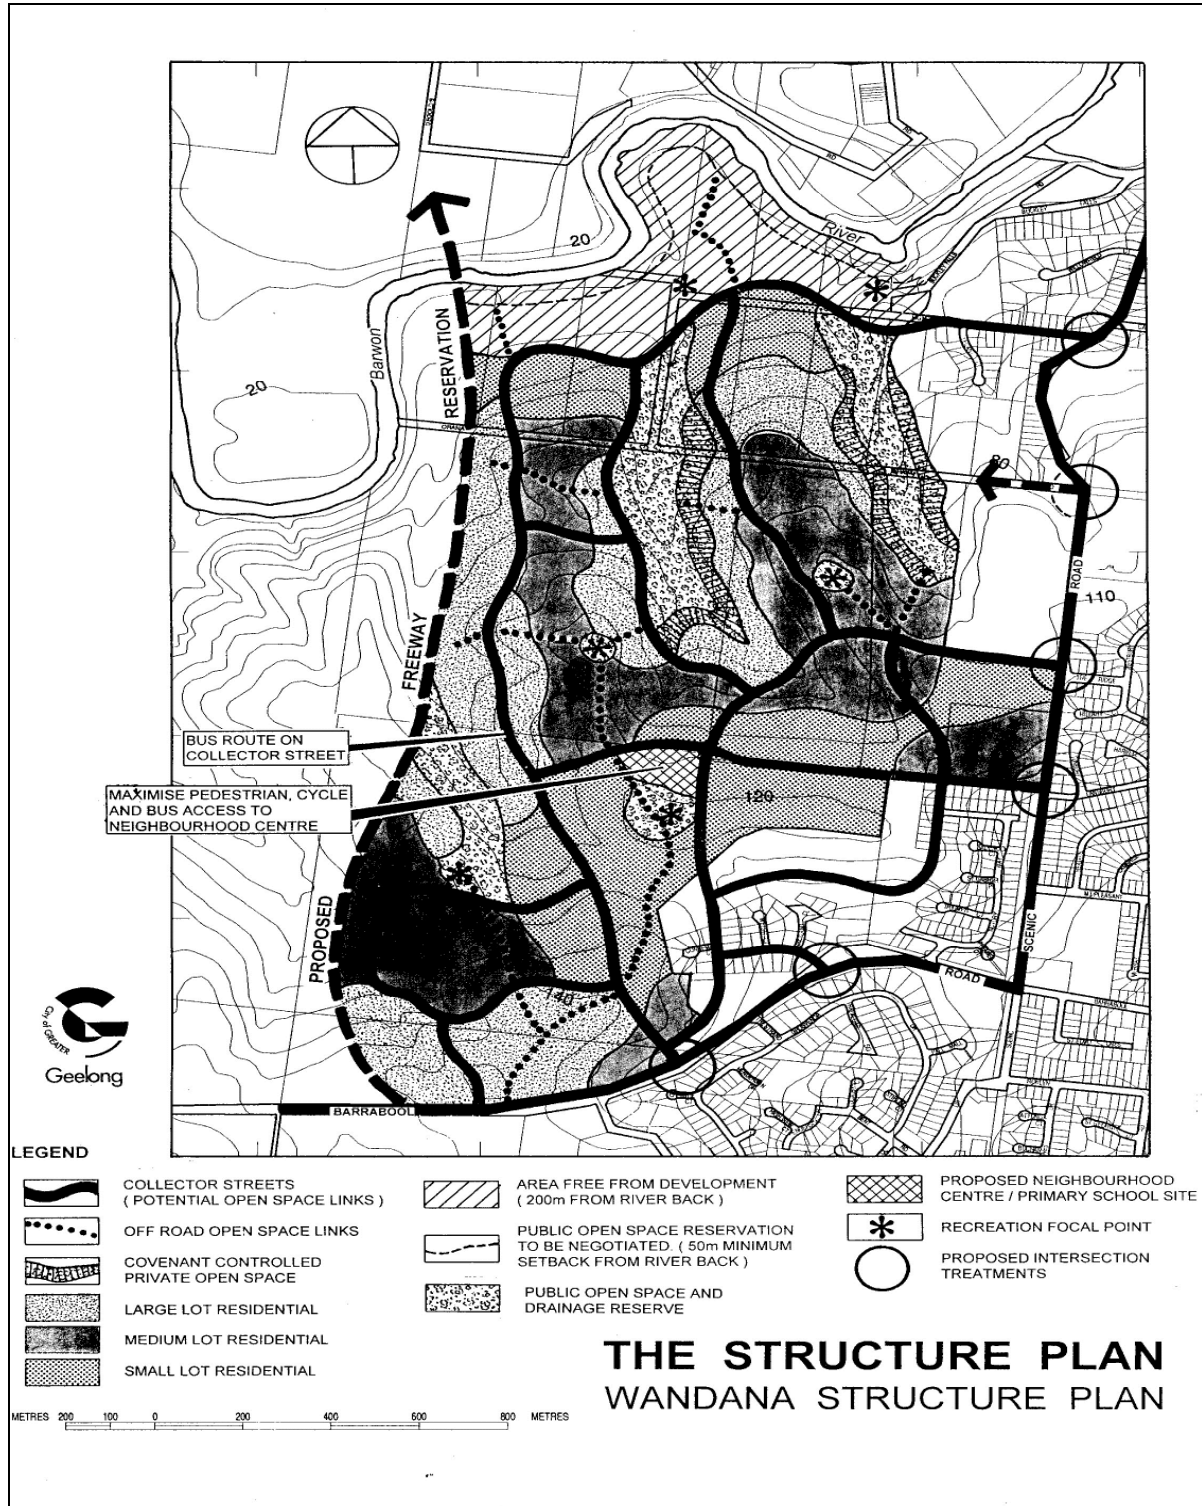 River
20
Barwon
20
RESERVATION
80
ROAD
110
FREEWAY
BUS ROUTE ON
COLLECTOR STREET
MAXIMISE PEDESTRIAN, CYCLE
AND BUS ACCESS TO
NEIGHBOURHOOD CENTRE
120
PROPOSED
SCENIC
ROAD
140
BARRABOOL
City of GREATER
Geelong
LEGEND
COLLECTOR STREETS
( POTENTIAL OPEN SPACE LINKS )
OFF ROAD OPEN SPACE LINKS
COVENANT CONTROLLED
PRIVATE OPEN SPACE
LARGE LOT RESIDENTIAL
MEDIUM LOT RESIDENTIAL
SMALL LOT RESIDENTIAL
AREA FREE FROM DEVELOPMENT
( 200m FROM RIVER BACK )
PUBLIC OPEN SPACE RESERVATION
TO BE NEGOTIATED. ( 50m MINIMUM
SETBACK FROM RIVER BACK )
PUBLIC OPEN SPACE AND
DRAINAGE RESERVE
PROPOSED NEIGHBOURHOOD
CENTRE / PRIMARY SCHOOL SITE
RECREATION FOCAL POINT
PROPOSED INTERSECTION
TREATMENTS
THE STRUCTURE PLAN
WANDANA STRUCTURE PLAN
METRES 200 100 0 200 400 600 800 METRES